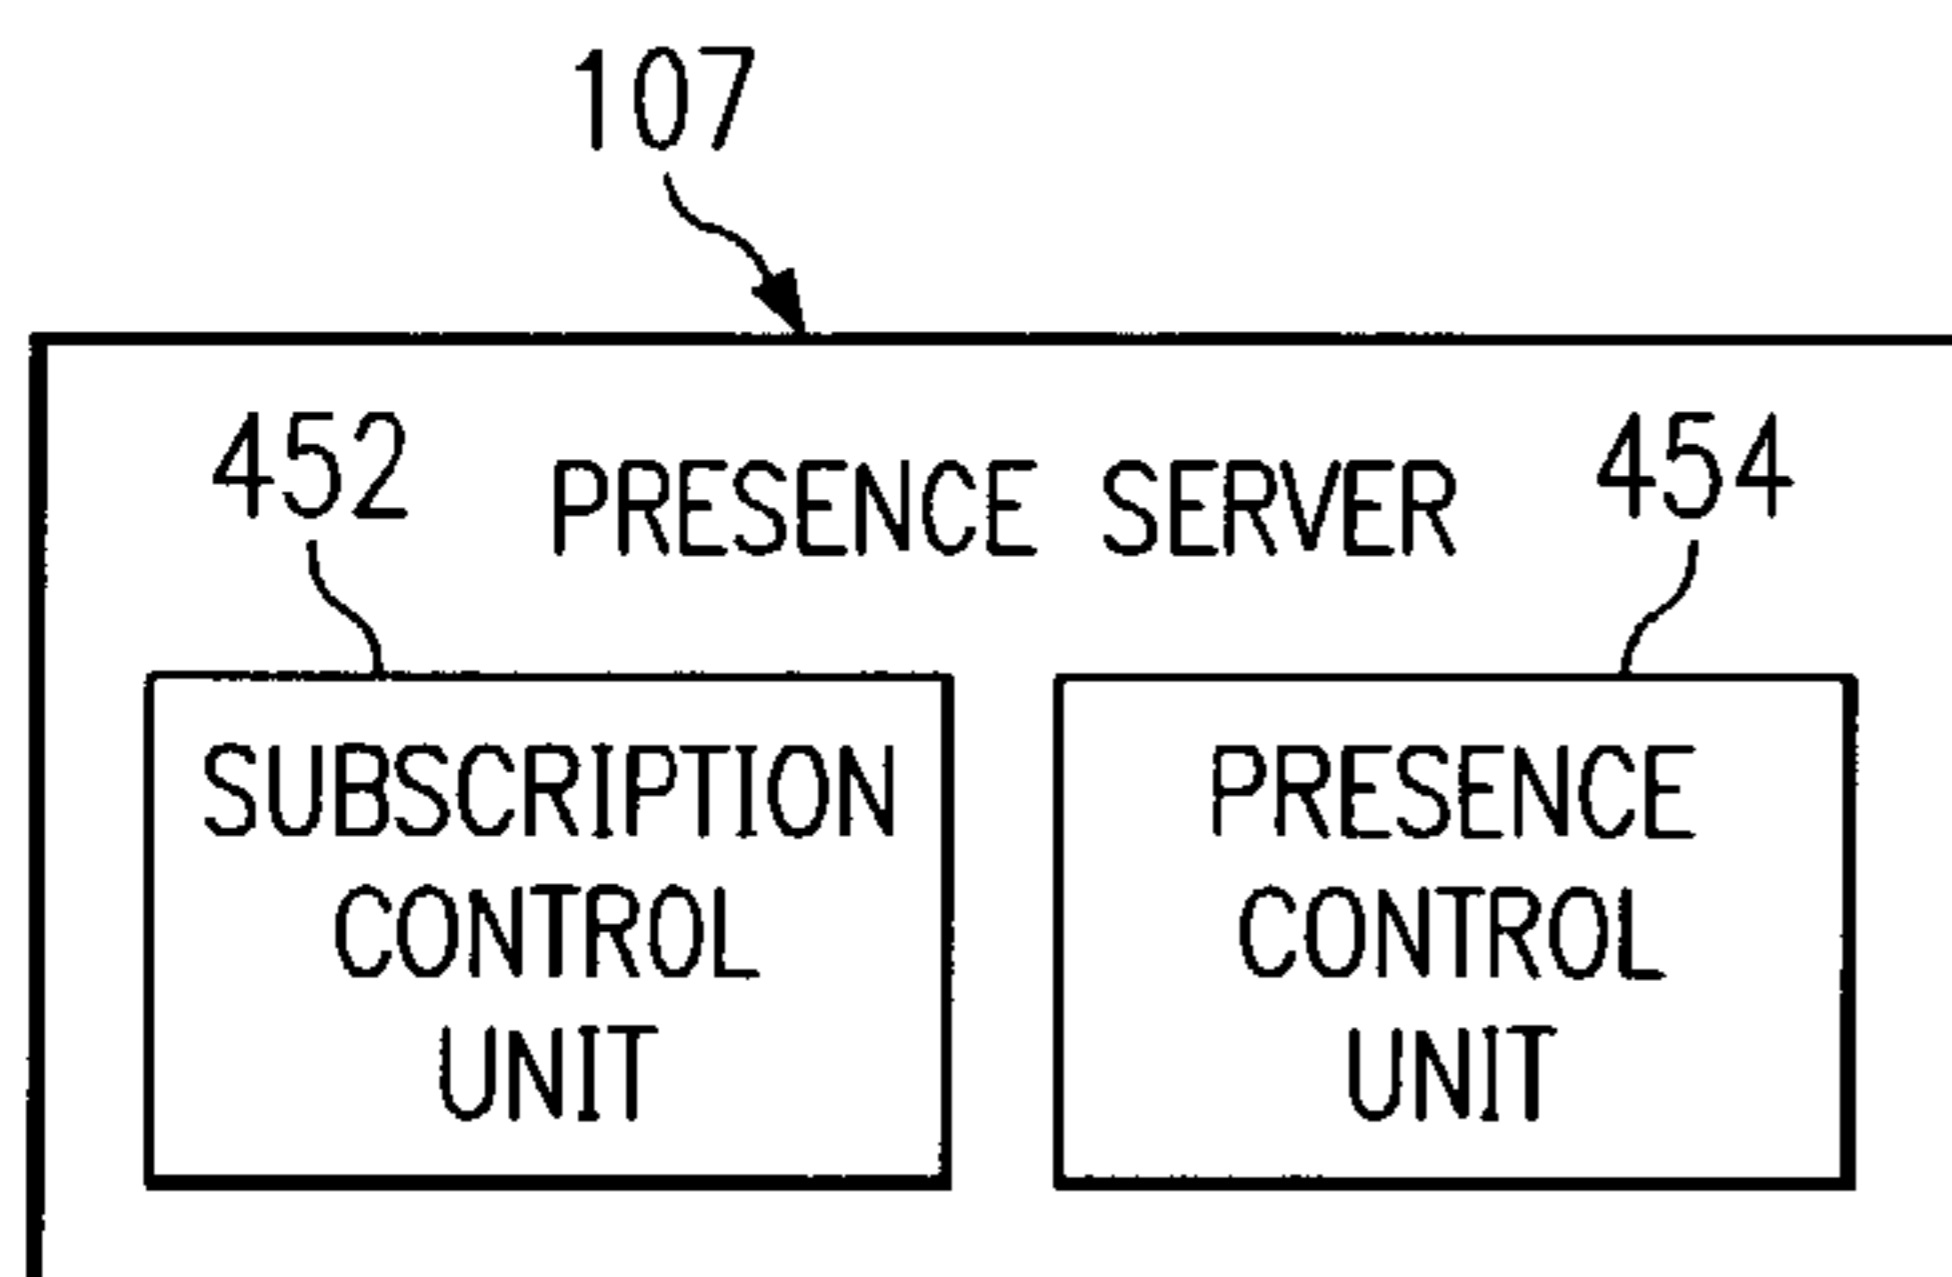 107
452 PRESENCE SERVER 454
SUBSCRIPTION
CONTROL
UNIT
PRESENCE
CONTROL
UNIT